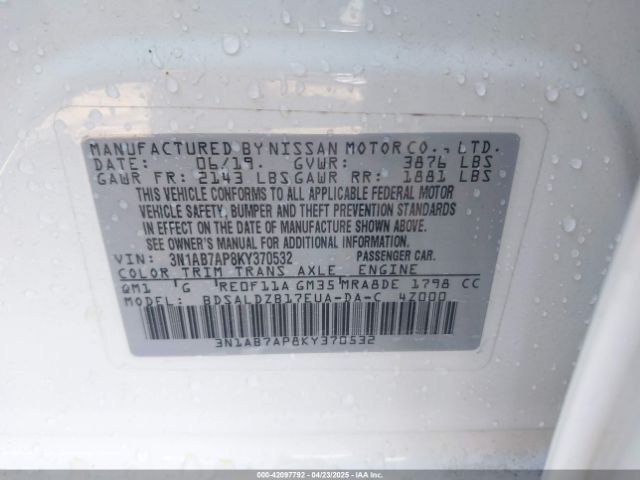 MANUFACTURED BY NISSAN MOTOR CO., LTD.
DATE: 06/19. GVWR: 3876 LBS
GAWR FR: 2143 LBS GAWR RR: 1881 LBS
THIS VEHICLE CONFORMS TO ALL APPLICABLE FEDERAL MOTOR
VEHICLE SAFETY, BUMPER AND THEFT PREVENTION STANDARDS
IN EFFECT ON THE DATE OF MANUFACTURE SHOWN ABOVE.
SEE OWNER'S MANUAL FOR ADDITIONAL INFORMATION.
VIN: 3N1AB7AP8KY370532 PASSENGER CAR.
COLOR TRIM TRANS AXLE ENGINE
QM1 G RE0F11A GM35 MRA8DE 1798 CC
MODEL: BDSALDZB17EUA-DA-C 4Z000
3N1AB7AP8KY370532
000-42097792 - 04/23/2025 - IAAI.COM